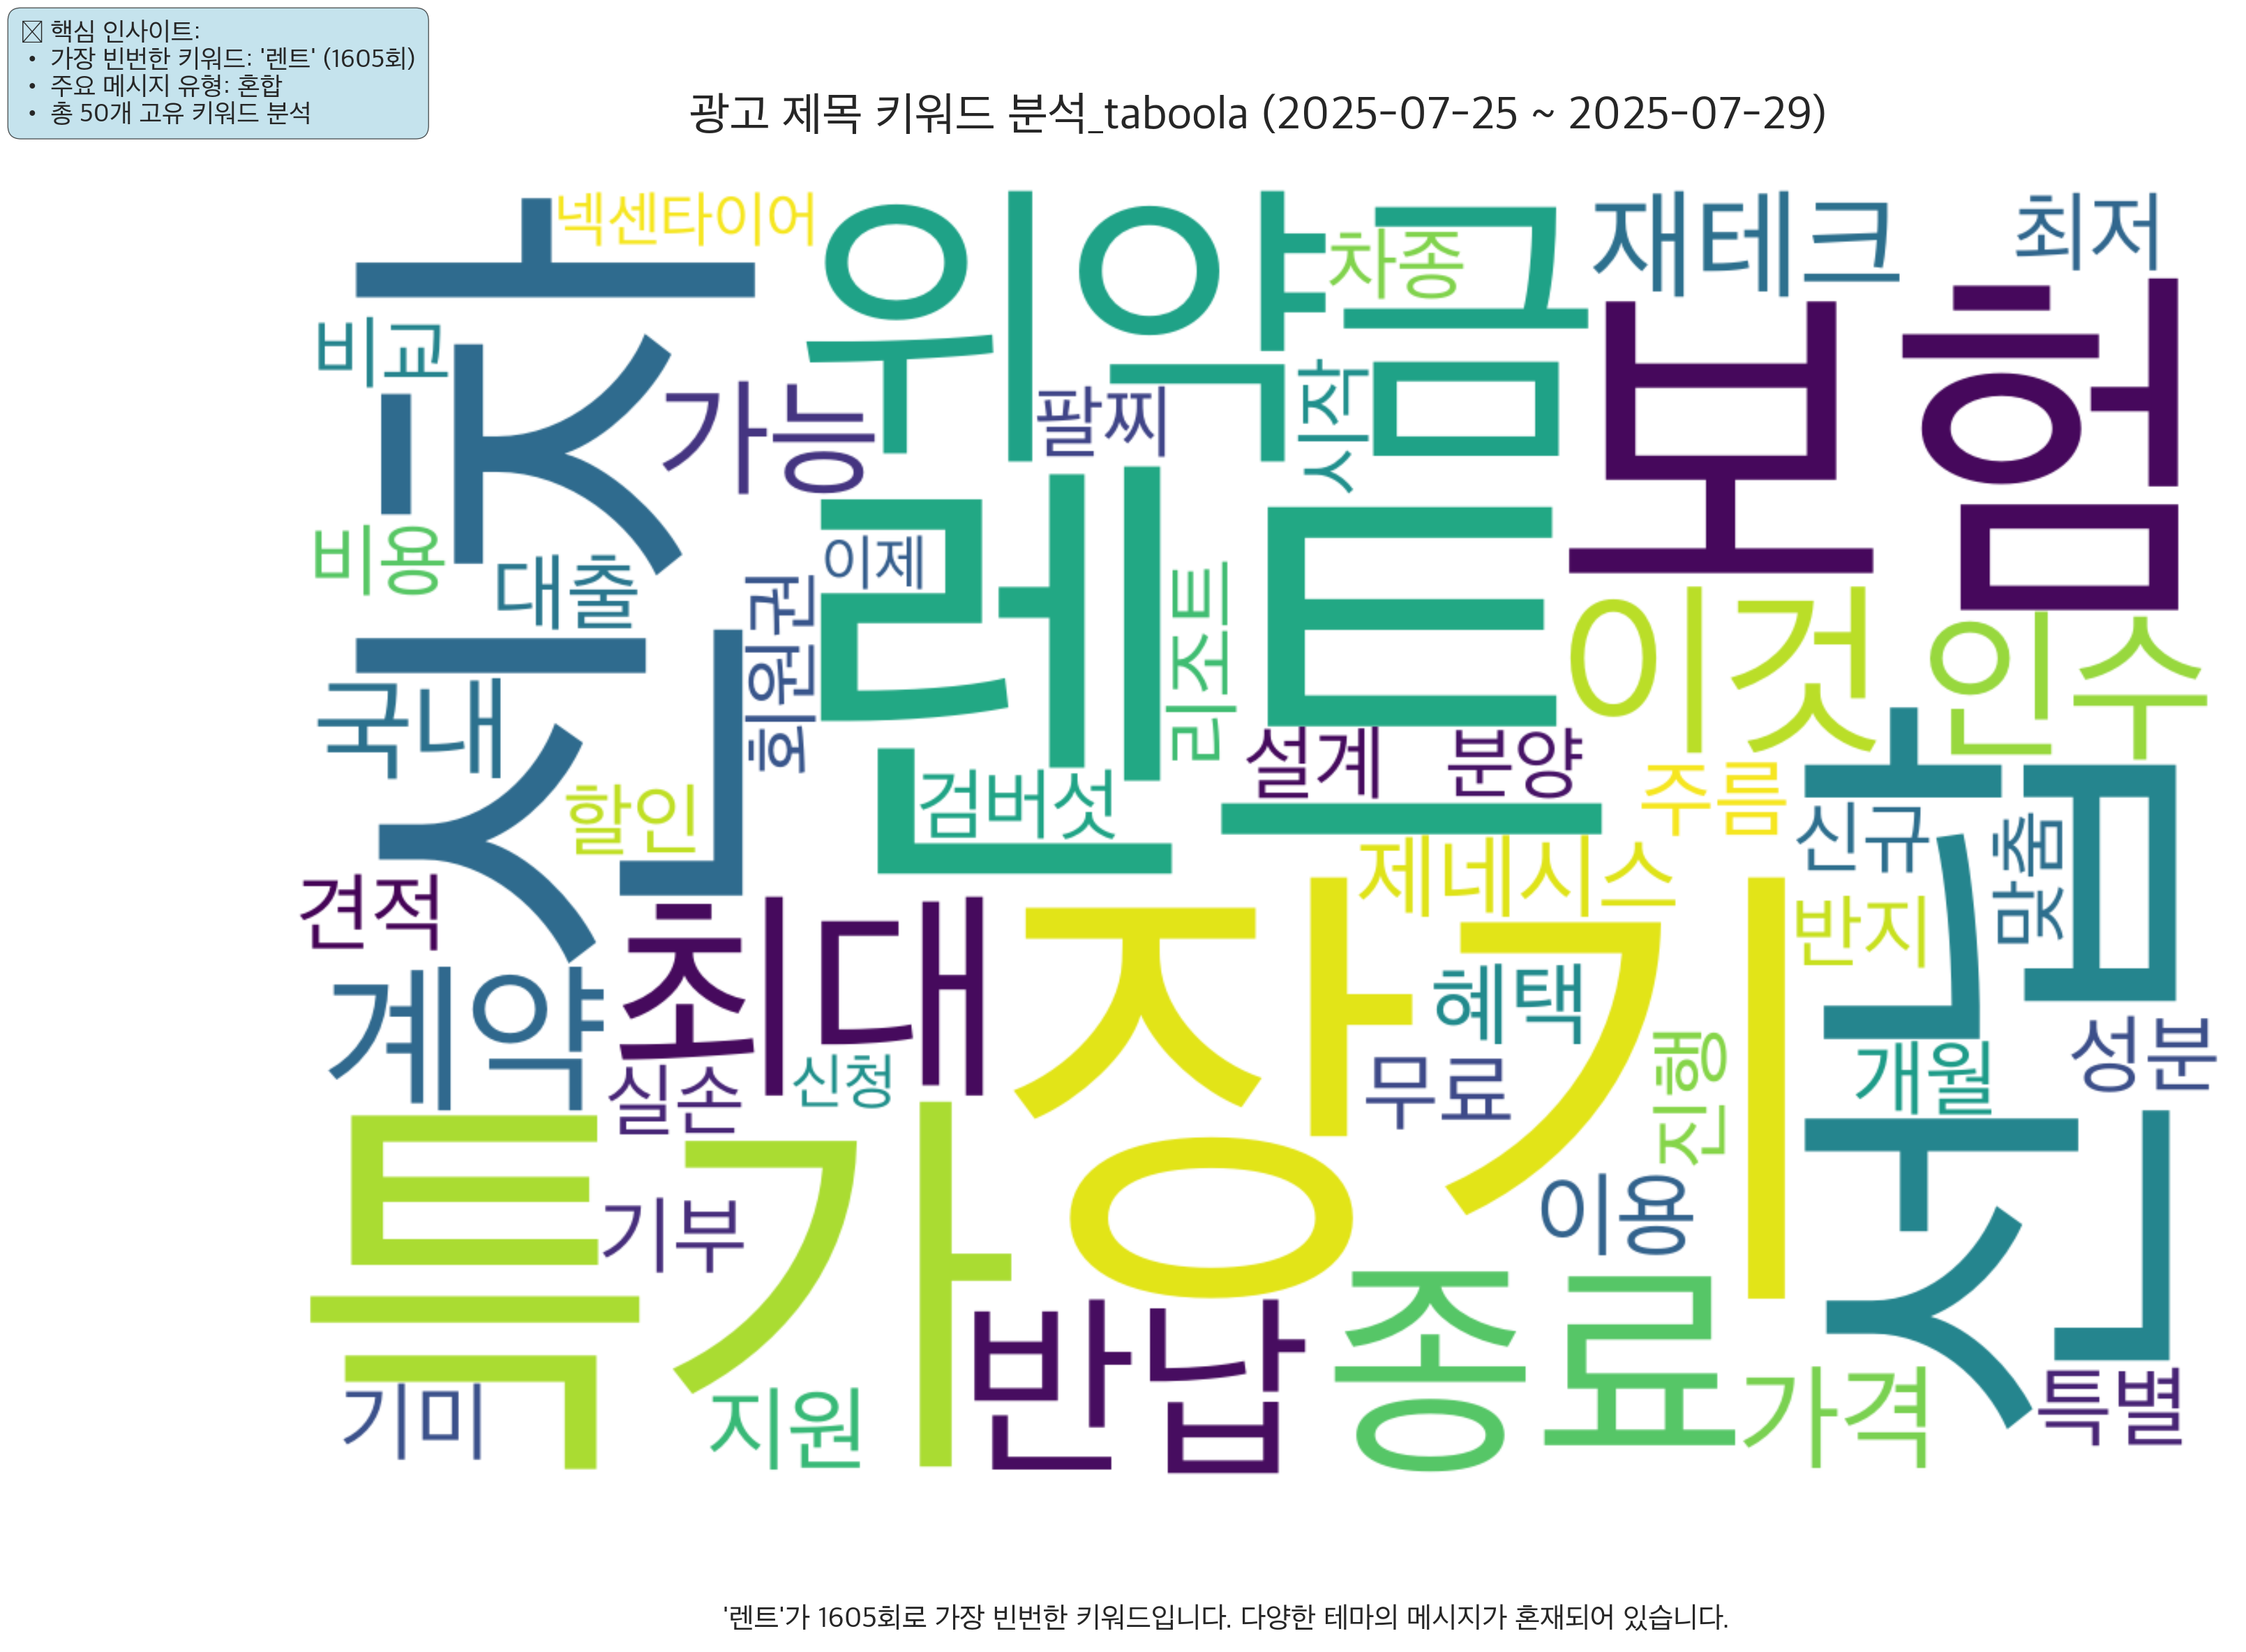 핵심 인사이트:
• 가장 빈번한 키워드: '렌트' (1605회)
• 주요 메시지 유형: 혼합
• 총 50개 고유 키워드 분석
광고 제목 키워드 분석_taboola (2025-07-25 ~ 2025-07-29)
넥센타이어
신차
위약금
차종
재테크
최저
비교
가능
팔찌
시작
보험
비용
대출
이제
렌트
리조트
회원권
이것
인수
국내
할인
검버섯
설계
분양
주름
신규
맞춤
선납
견적
최대
장기
제네시스
반지
계약
혜택
실손
신청
무료
진행
개월
성분
특가
기부
이용
반납
종료
기미
지원
가격
특별
'렌트'가 1605회로 가장 빈번한 키워드입니다. 다양한 테마의 메시지가 혼재되어 있습니다.